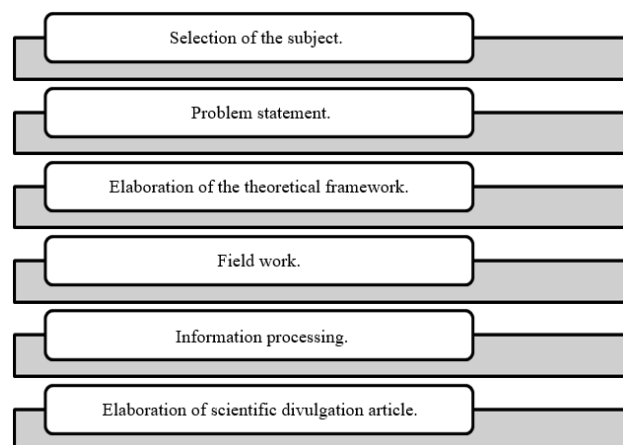 Selection of the subject.
Problem statement.
Elaboration of the theoretical framework.
Field work.
Information processing.
Elaboration of scientific divulgation article.